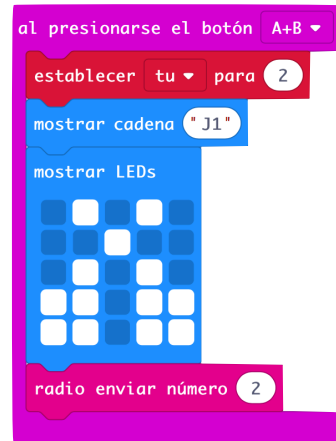 al presionarse el botón A+B
establecer tu para 2
mostrar cadena "J1"
mostrar LEDs
radio enviar número 2